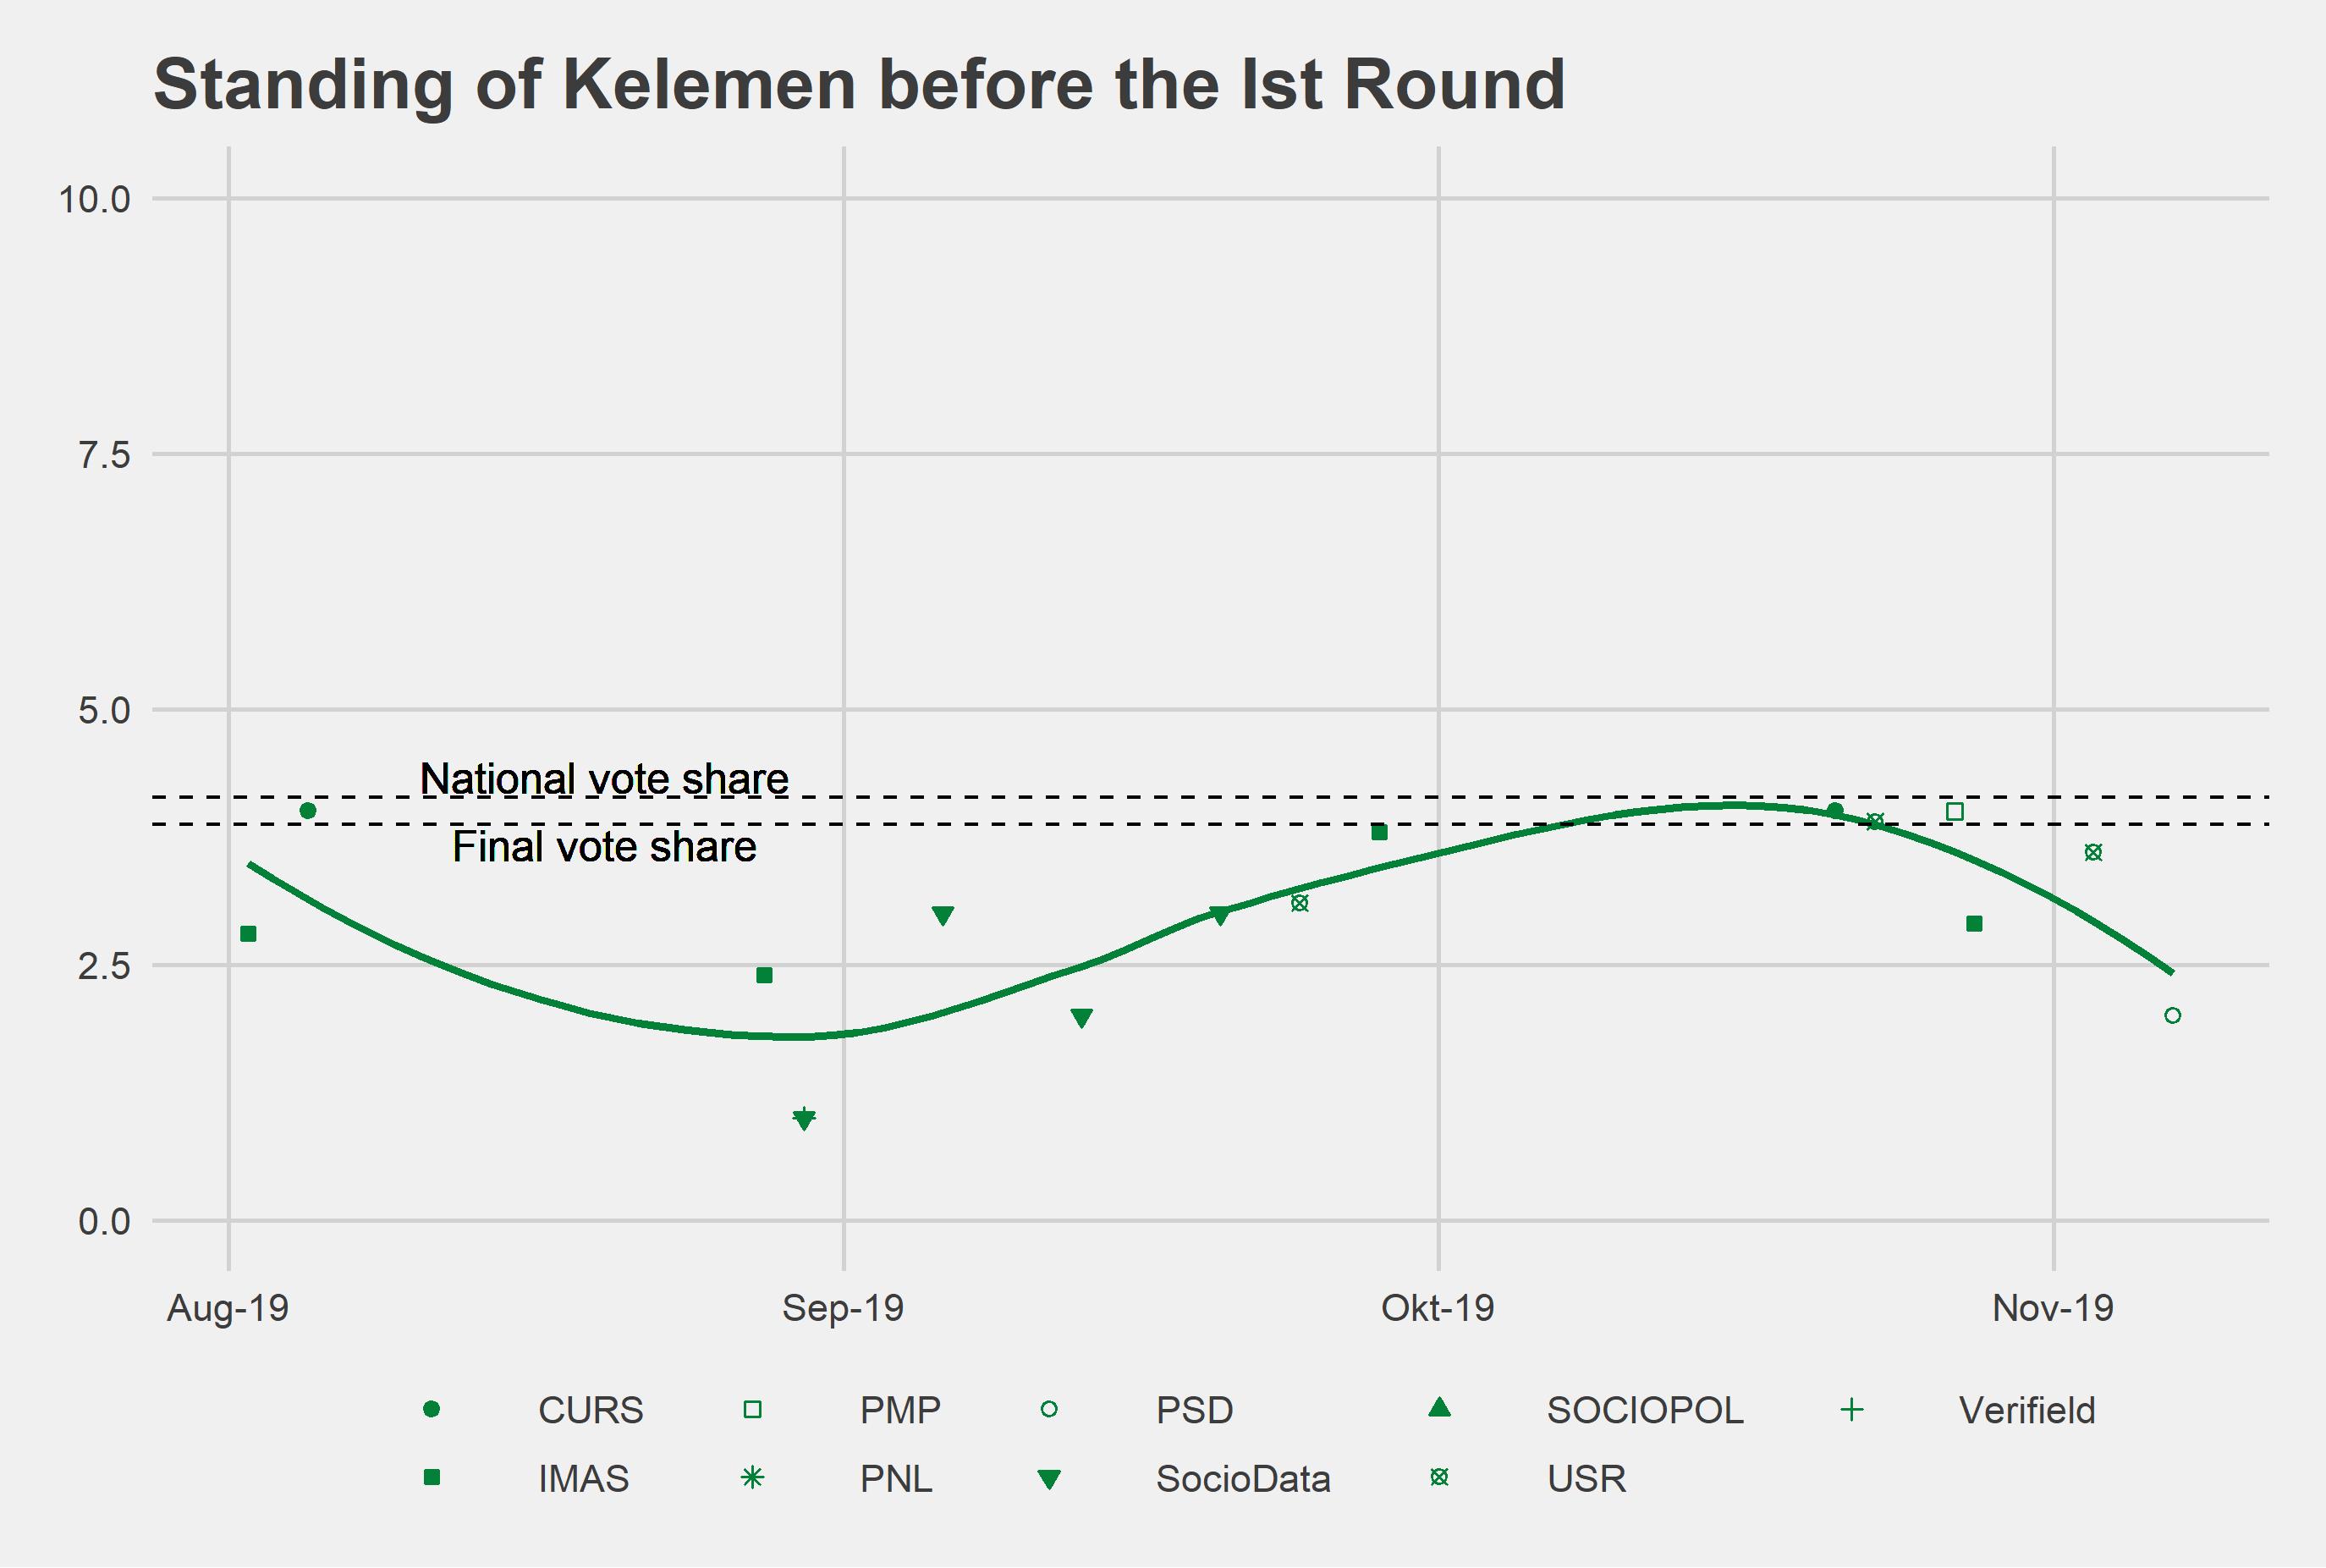 Standing of Kelemen before the Ist Round
10.0
7.5
5.0
National vote share
Final vote share
2.5
0.0
Aug-19 Sep-19 Okt-19 Nov-19
CURS PMP PSD SOCIOPOL Verifield
IMAS PNL SocioData USR